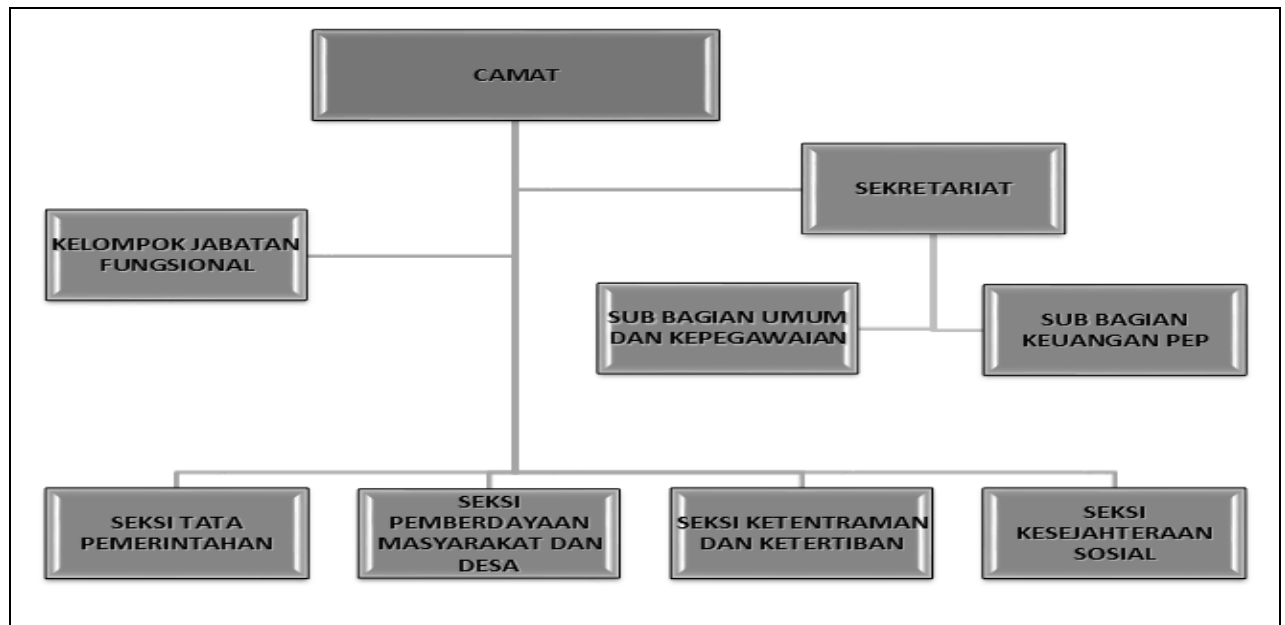 CAMAT
SEKRETARIAT
KELOMPOK JABATAN
FUNGSIONAL
SUB BAGIAN UMUM
DAN KEPEGAWAIAN
SUB BAGIAN
KEUANGAN PEP
SEKSI TATA
PEMERINTAHAN
SEKSI
PEMBERDAYAAN
MASYARAKAT DAN
DESA
SEKSI KETENTRAMAN
DAN KETERTIBAN
SEKSI
KESEJAHTERAAN
SOSIAL